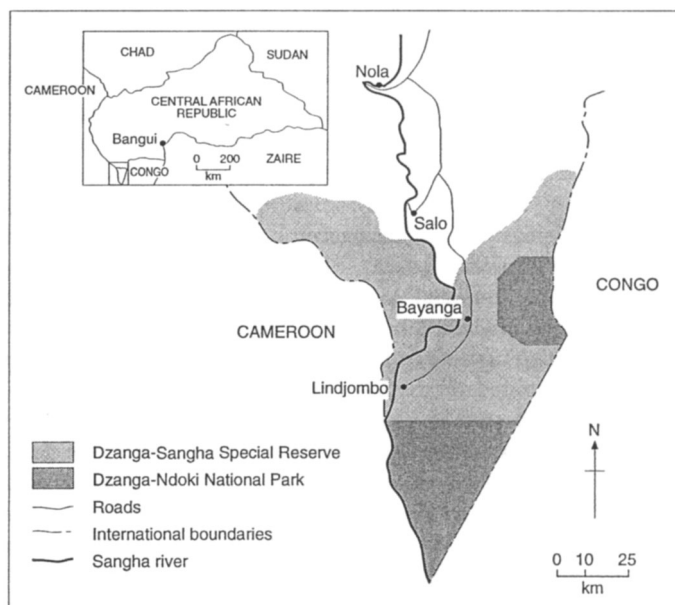 CHAD
SUDAN
CAMEROON
CENTRAL AFRICAN
REPUBLIC
Bangui
0 200
km
ZAIRE
CONGO
Nola
Salo
Bayanga
CONGO
CAMEROON
Lindjombo
Dzanga-Sangha Special Reserve
Dzanga-Ndoki National Park
Roads
International boundaries
Sangha river
N
0 10 25
km